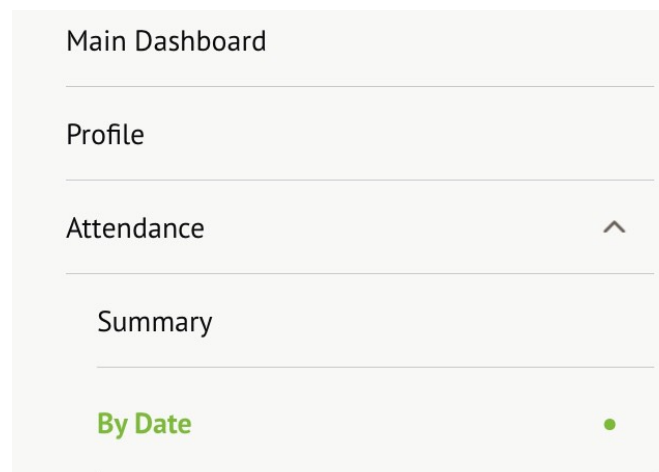 Main Dashboard
Profile
Attendance
Summary
By Date